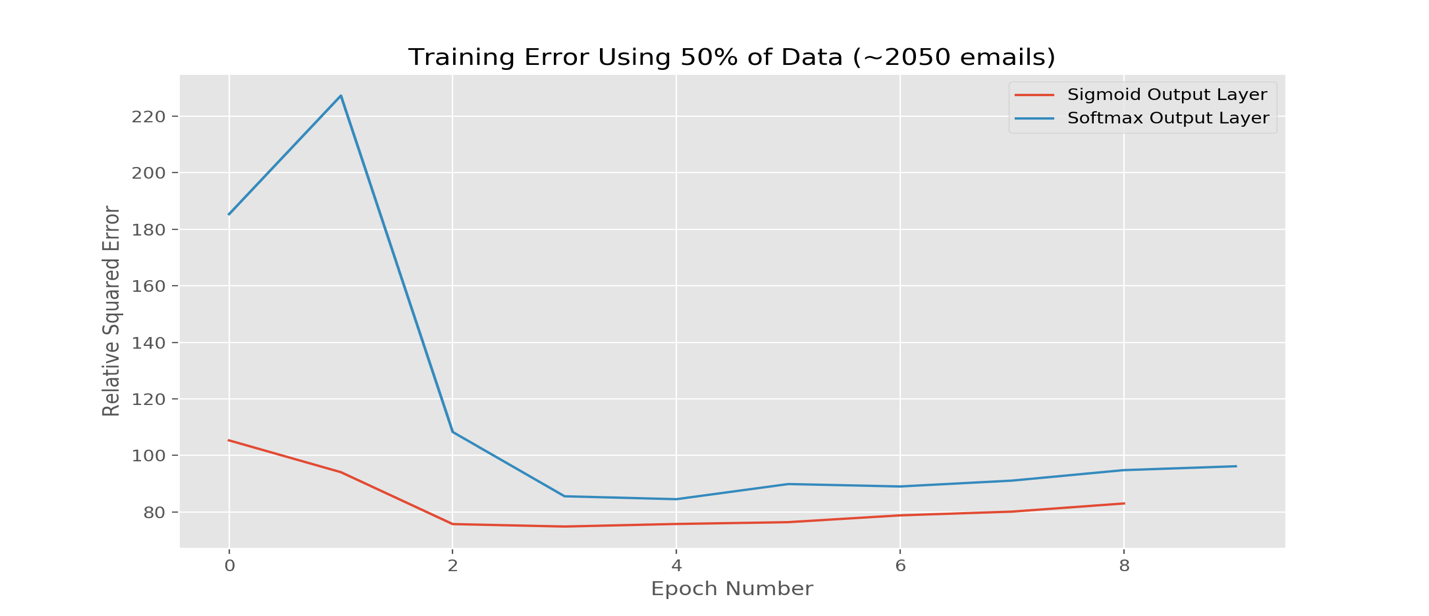 Training Error Using 50% of Data (~2050 emails)
Sigmoid Output Layer
Softmax Output Layer
220
200
180
160
140
120
100
80
Relative Squared Error
0 2 4 6 8
Epoch Number